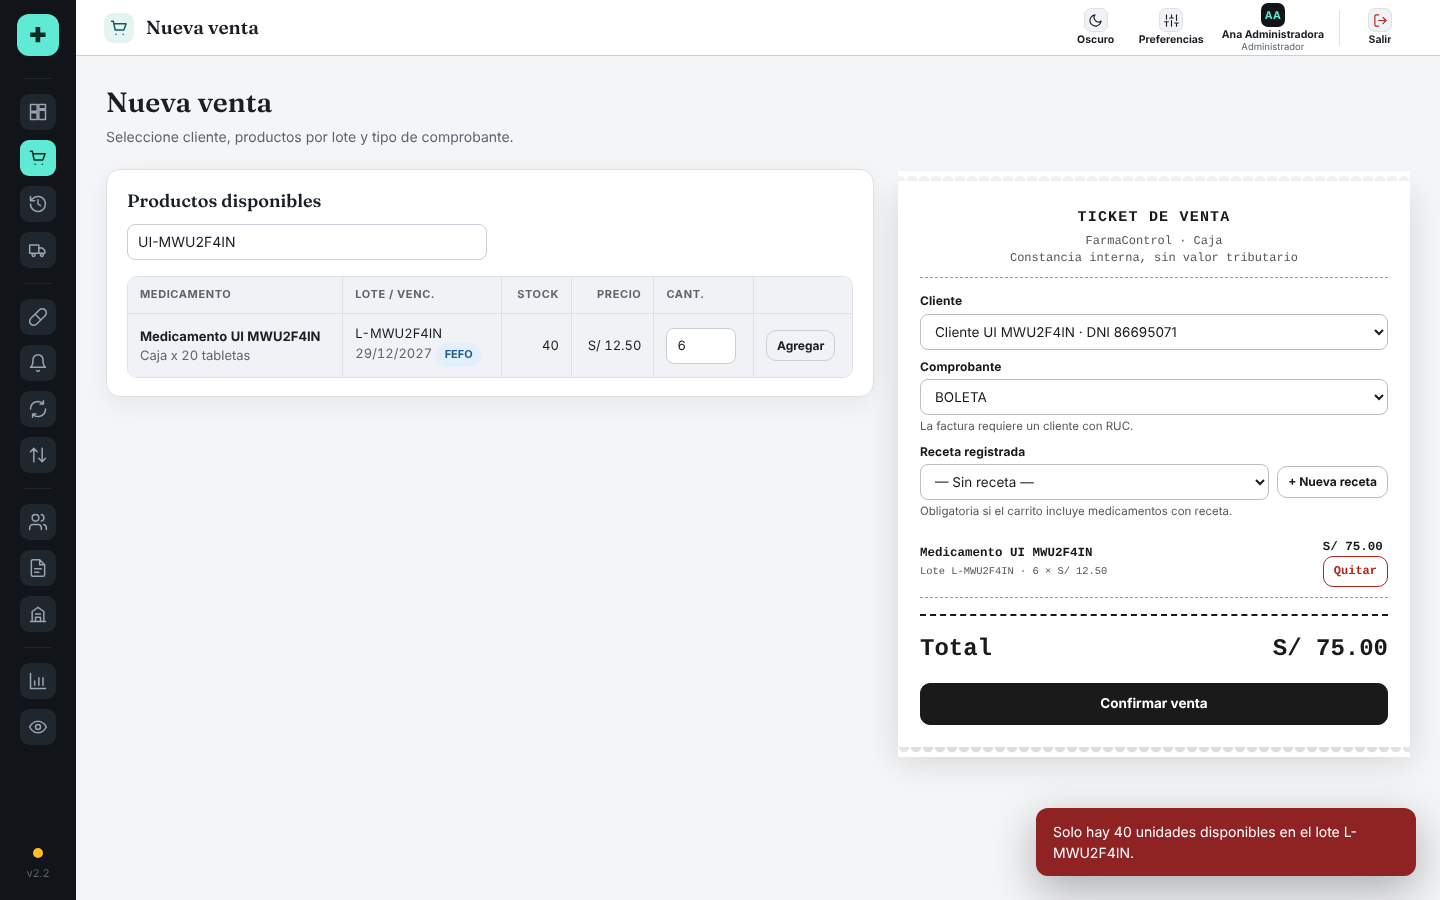 Nueva venta
Oscuro
Preferencias
AA
Ana Administradora
Administrador
Salir
Nueva venta
Seleccione cliente, productos por lote y tipo de comprobante.
Productos disponibles
UI-MWU2F4IN
MEDICAMENTO LOTE / VENC. STOCK PRECIO CANT.
Medicamento UI MWU2F4IN
Caja x 20 tabletas
L-MWU2F4IN
29/12/2027 FEFO
40
S/ 12.50
6
Agregar
TICKET DE VENTA
FarmaControl · Caja
Constancia interna, sin valor tributario
Cliente
Cliente UI MWU2F4IN · DNI 86695071
Comprobante
BOLETA
La factura requiere un cliente con RUC.
Receta registrada
— Sin receta —
+ Nueva receta
Obligatoria si el carrito incluye medicamentos con receta.
Medicamento UI MWU2F4IN
Lote L-MWU2F4IN · 6 × S/ 12.50
S/ 75.00
Quitar
Total S/ 75.00
Confirmar venta
Solo hay 40 unidades disponibles en el lote L-
MWU2F4IN.
v2.2